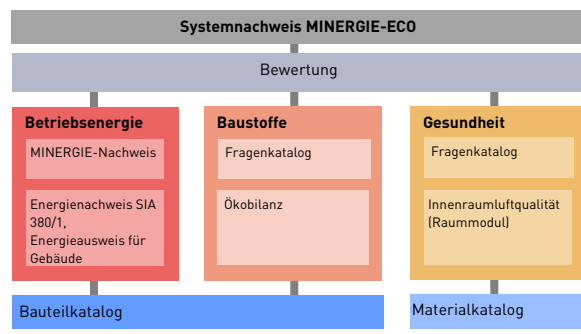 Systemnachweis MINERGIE-ECO
Bewertung
Betriebsenergie
MINERGIE-Nachweis
Energienachweis SIA
380/1,
Energieausweis für
Gebäude
Baustoffe
Fragenkatalog
Ökobilanz
Gesundheit
Fragenkatalog
Innenraumluftqualität
(Raummodul)
Bauteilkatalog
Materialkatalog